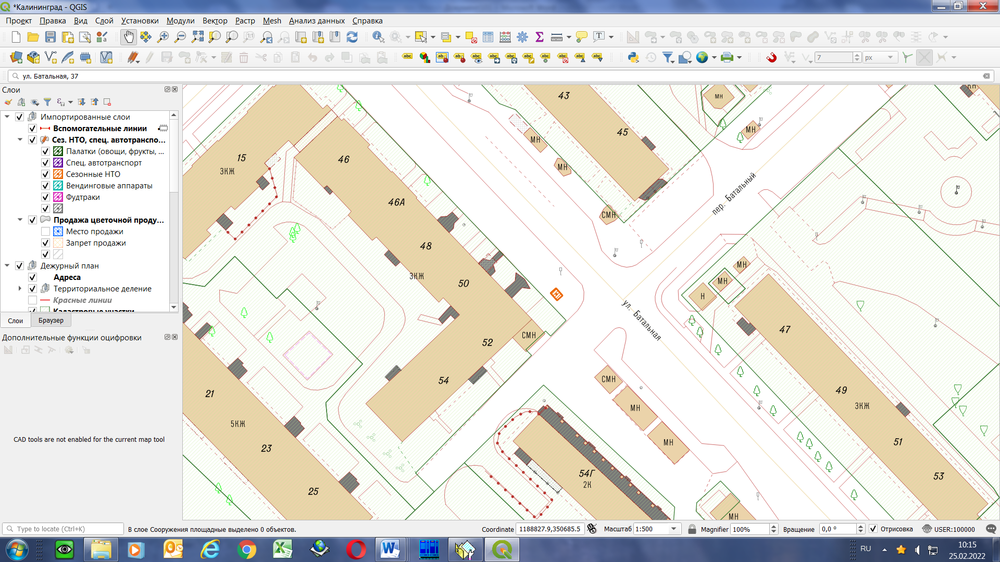 *Калининград - QGIS
Проект Правка Вид Слой Установки Модули Вектор Растр Mesh Анализ данных Справка
7 px
ул. Батальная, 37
Слои
Импортированные слои
Вспомогательные линии
Сез. НТО, спец. автотранспо...
Палатки (овощи, фрукты, ...
Спец. автотранспорт
Сезонные НТО
Вендинговые аппараты
Фудтраки
Продажа цветочной проду...
Место продажи
Запрет продажи
Дежурный план
Адреса
Территориальное деление
Красные линии
Кадастровые участки
Слои Браузер
Дополнительные функции оцифровки
CAD tools are not enabled for the current map tool
43
МН
КН
45
МН
МН
МН
15
3КЖ
46
46А
СМН
пер. Батальный
48
3КЖ
50
МН
МН
Н
ул. Батальная
47
СМН
52
54
СМН
МН
МН
49
3КЖ
51
53
21
5КЖ
23
25
54Г
2К
МН
Type to locate (Ctrl+K)
В слое Сооружения площадные выделено 0 объектов.
Coordinate 1188827.9,350685.5 Масштаб 1:500 Magnifier 100% Вращение 0,0 ° Отрисовка USER:100000
RU
10:15
25.02.2022